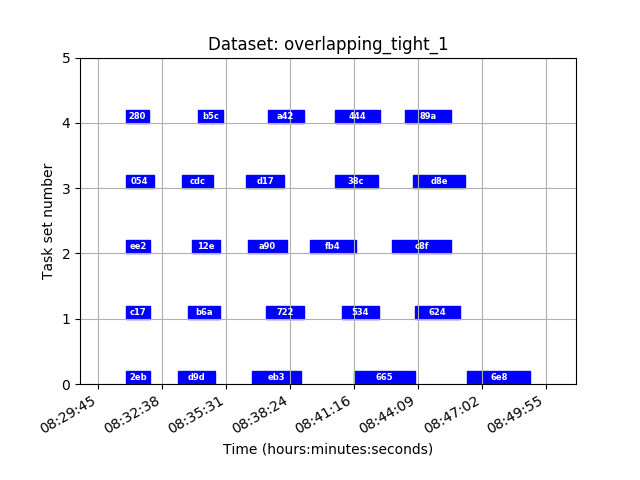 Dataset: overlapping_tight_1
5
280 b5c a42 444 89a
4
054 cdc d17 38c d8e
3
ee2 12e a90 fb4 c8f
2
c17 b6a 722 534 624
1
2eb d9d eb3 665 6e8
0
Task set number
08:29:45 08:32:38 08:35:31 08:38:24 08:41:16 08:44:09 08:47:02 08:49:55
Time (hours:minutes:seconds)